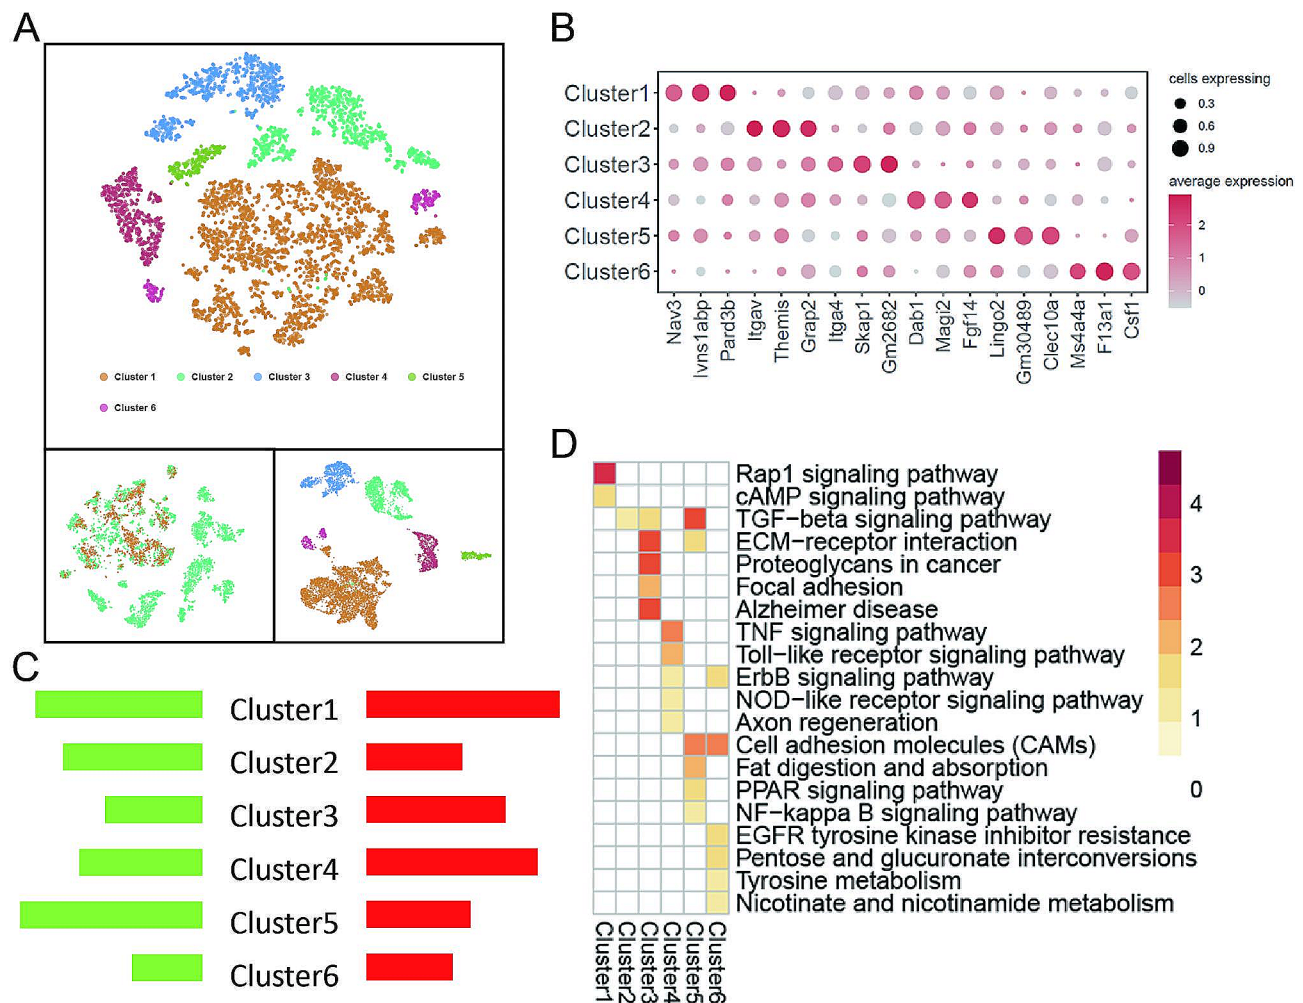 A
Cluster 1 Cluster 2 Cluster 3 Cluster 4 Cluster 5
Cluster 6
B
Cluster1
Cluster2
Cluster3
Cluster4
Cluster5
Cluster6
Nav3
Ivns1abp
Pard3b
Itgav
Themis
Grap2
Itga4
Skap1
Gm2682
Dab1
Magi2
Fgf14
Lingo2
Gm30489
Clec10a
Ms4a4a
F13a1
Csf1
cells expressing
0.3
0.6
0.9
average expression
2
1
0
C
Cluster1
Cluster2
Cluster3
Cluster4
Cluster5
Cluster6
D
Rap1 signaling pathway
cAMP signaling pathway
TGF−beta signaling pathway
ECM−receptor interaction
Proteoglycans in cancer
Focal adhesion
Alzheimer disease
TNF signaling pathway
Toll−like receptor signaling pathway
ErbB signaling pathway
NOD−like receptor signaling pathway
Axon regeneration
Cell adhesion molecules (CAMs)
Fat digestion and absorption
PPAR signaling pathway
NF−kappa B signaling pathway
EGFR tyrosine kinase inhibitor resistance
Pentose and glucuronate interconversions
Tyrosine metabolism
Nicotinate and nicotinamide metabolism
Cluster1
Cluster2
Cluster3
Cluster4
Cluster5
Cluster6
4
3
2
1
0